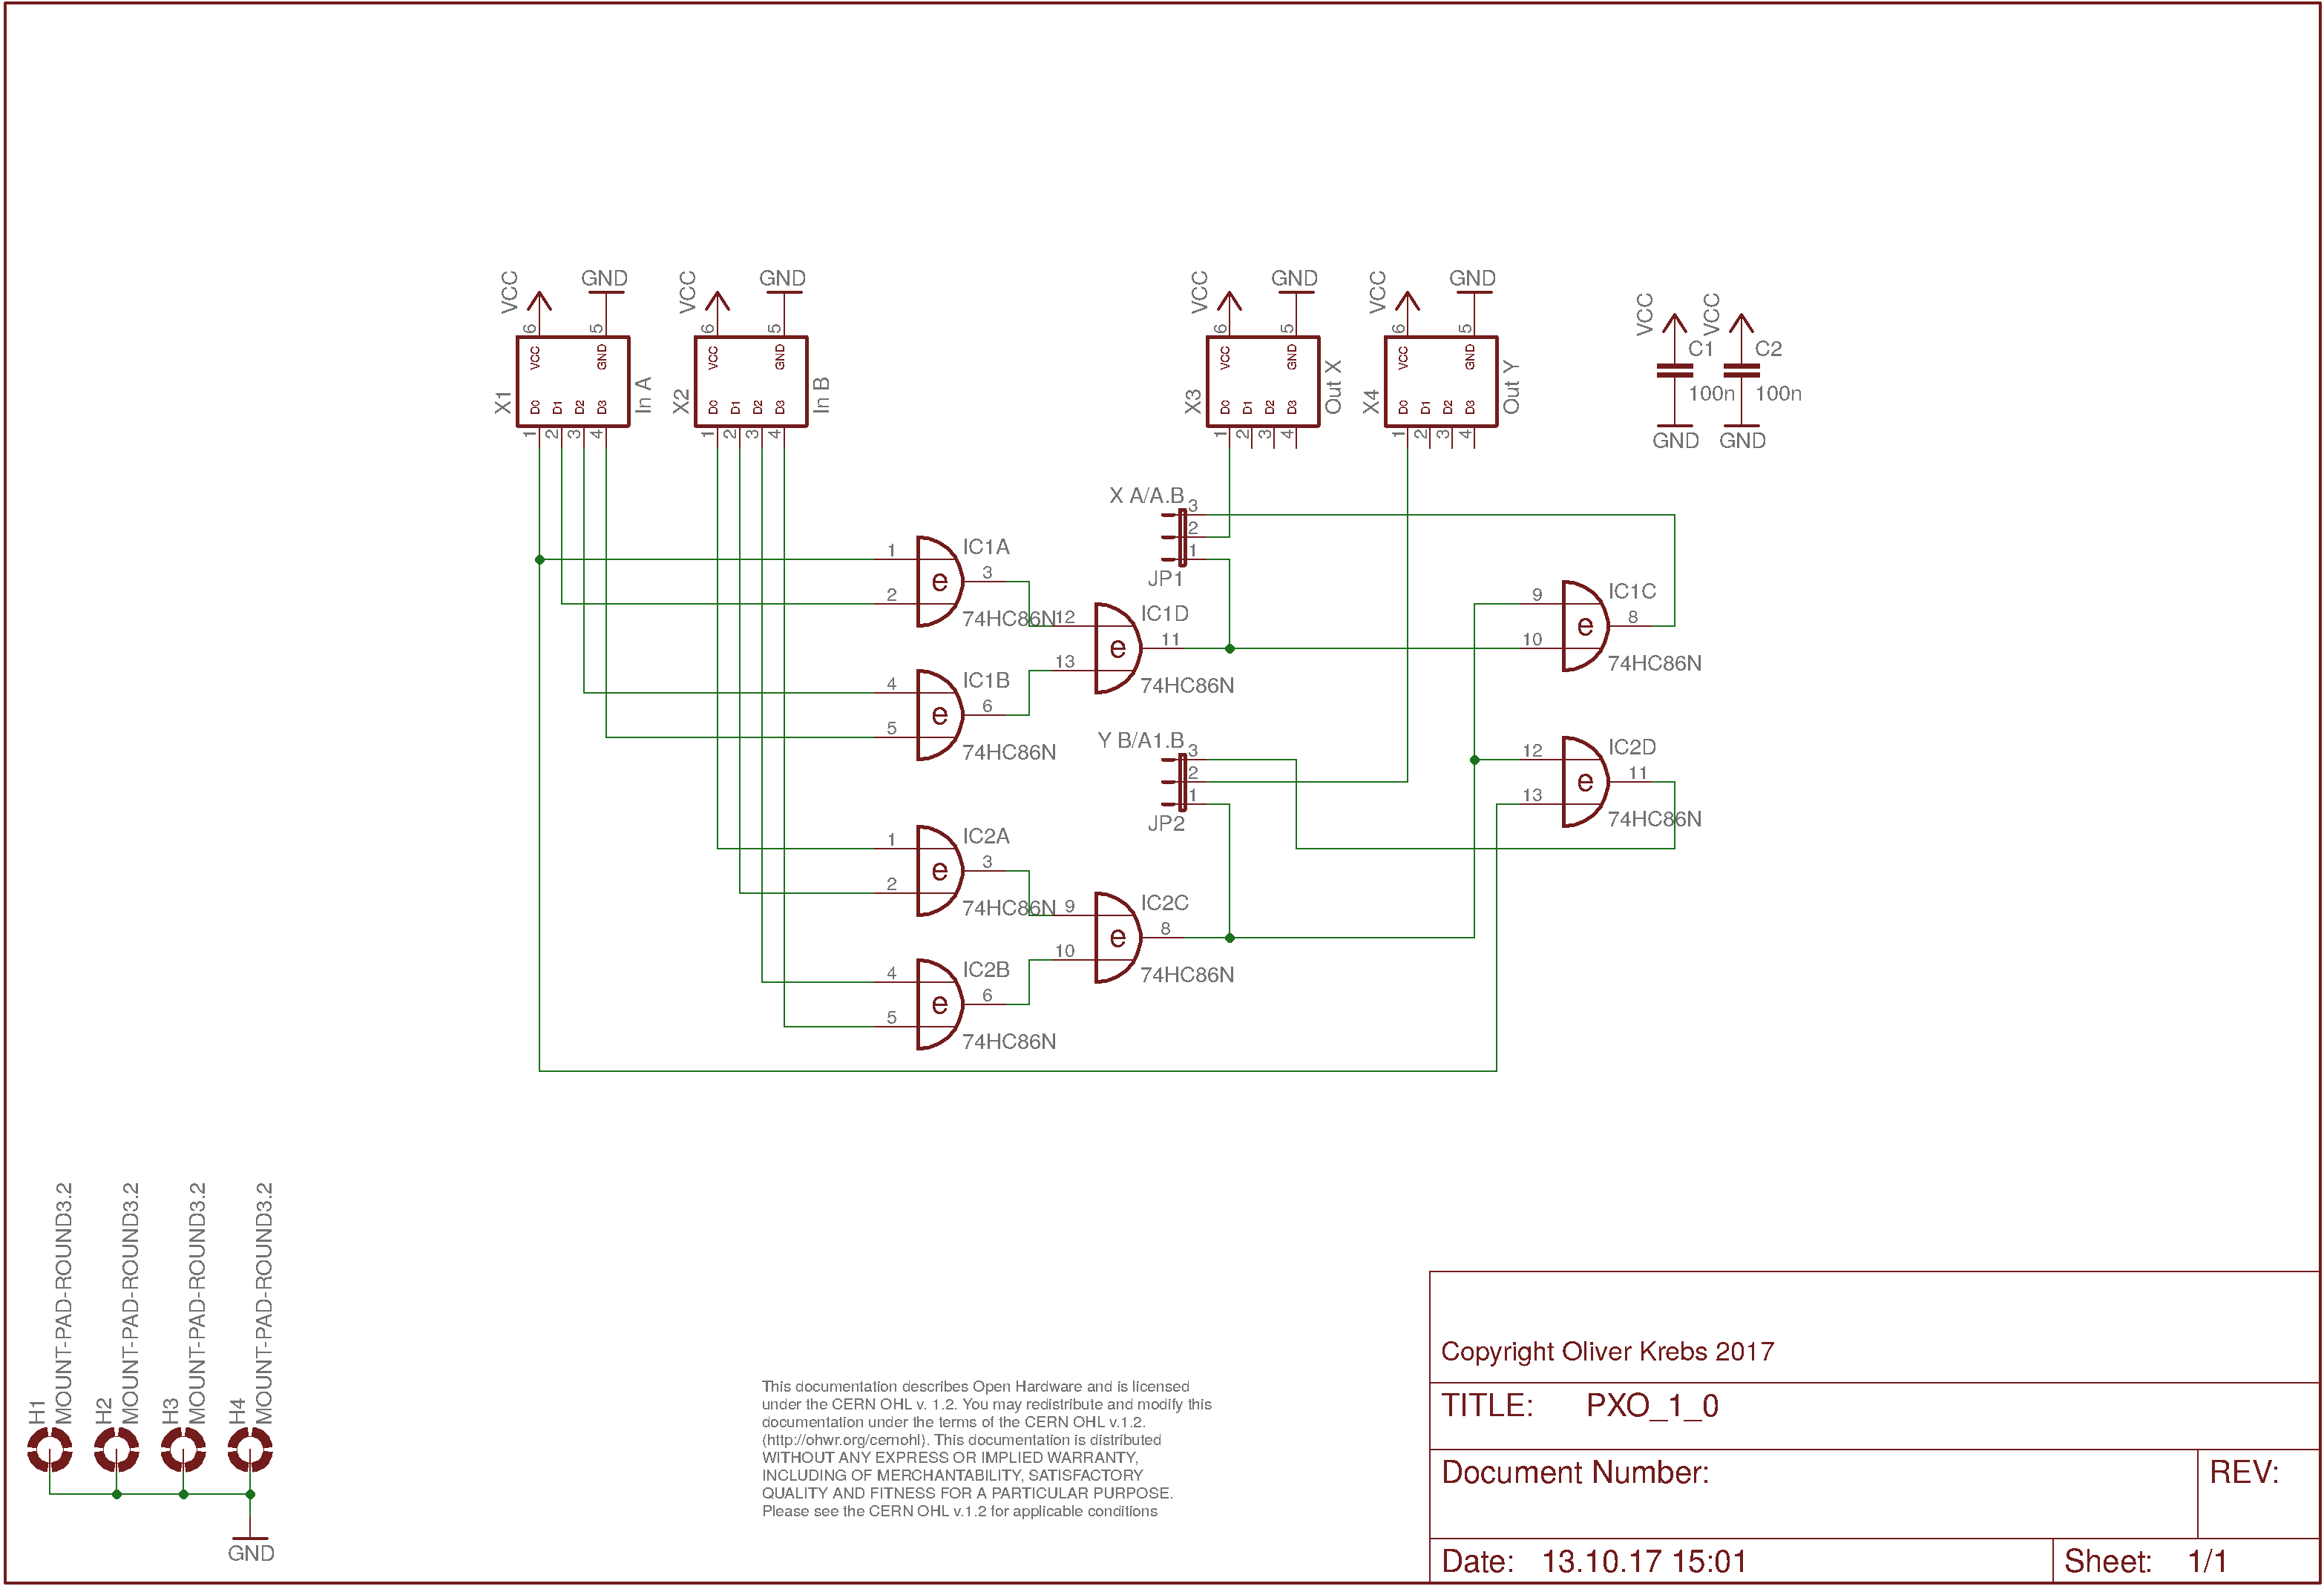 VCC
GND
VCC
GND
VCC
GND
VCC
GND
6
5
6
5
6
5
6
5
VCC
GND
X1
In A
D0 D1 D2 D3
1 2 3 4
VCC
GND
X2
In B
D0 D1 D2 D3
1 2 3 4
VCC
GND
X3
Out X
D0 D1 D2 D3
1 2 3 4
VCC
GND
X4
Out Y
D0 D1 D2 D3
1 2 3 4
VCC
C1
100n
GND
VCC
C2
100n
GND
X A/A.B
3
2
1
JP1
1
2
e
IC1A
3
74HC86N
4
5
e
IC1B
6
74HC86N
12
13
e
IC1D
11
74HC86N
9
10
e
IC1C
8
74HC86N
Y B/A1.B
3
2
1
JP2
12
13
e
IC2D
11
74HC86N
1
2
e
IC2A
3
74HC86N
4
5
e
IC2B
6
74HC86N
9
10
e
IC2C
8
74HC86N
H1
MOUNT-PAD-ROUND3.2
H2
MOUNT-PAD-ROUND3.2
H3
MOUNT-PAD-ROUND3.2
H4
MOUNT-PAD-ROUND3.2
GND
This documentation describes Open Hardware and is licensed
under the CERN OHL v. 1.2. You may redistribute and modify this
documentation under the terms of the CERN OHL v.1.2.
(http://ohwr.org/cernohl). This documentation is distributed
WITHOUT ANY EXPRESS OR IMPLIED WARRANTY,
INCLUDING OF MERCHANTABILITY, SATISFACTORY
QUALITY AND FITNESS FOR A PARTICULAR PURPOSE.
Please see the CERN OHL v.1.2 for applicable conditions
Copyright Oliver Krebs 2017
TITLE: PXO_1_0
Document Number:
REV:
Date: 13.10.17 15:01
Sheet: 1/1